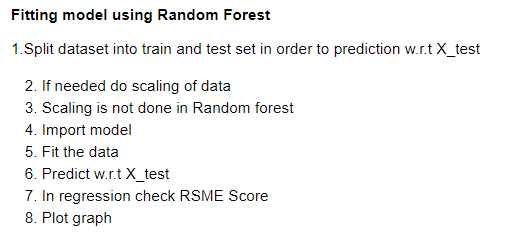 Fitting model using Random Forest
1.Split dataset into train and test set in order to prediction w.r.t X_test
2. If needed do scaling of data
3. Scaling is not done in Random forest
4. Import model
5. Fit the data
6. Predict w.r.t X_test
7. In regression check RSME Score
8. Plot graph